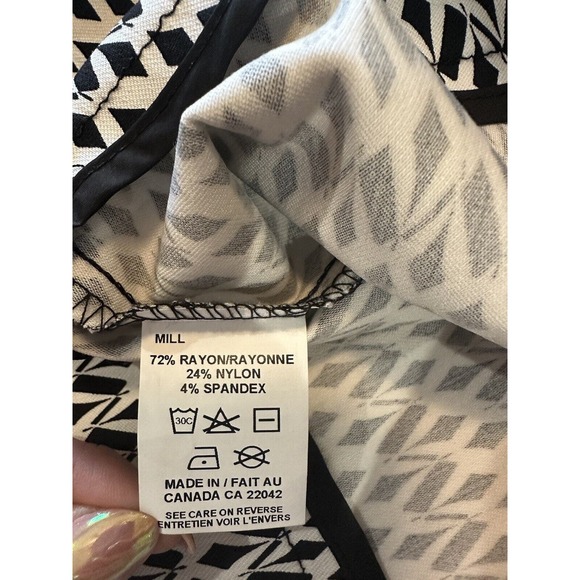 MILL
72% RAYON/RAYONNE
24% NYLON
4% SPANDEX
30C
MADE IN / FAIT AU
CANADA CA 22042
SEE CARE ON REVERSE
ENTRETIEN VOIR L'ENVERS